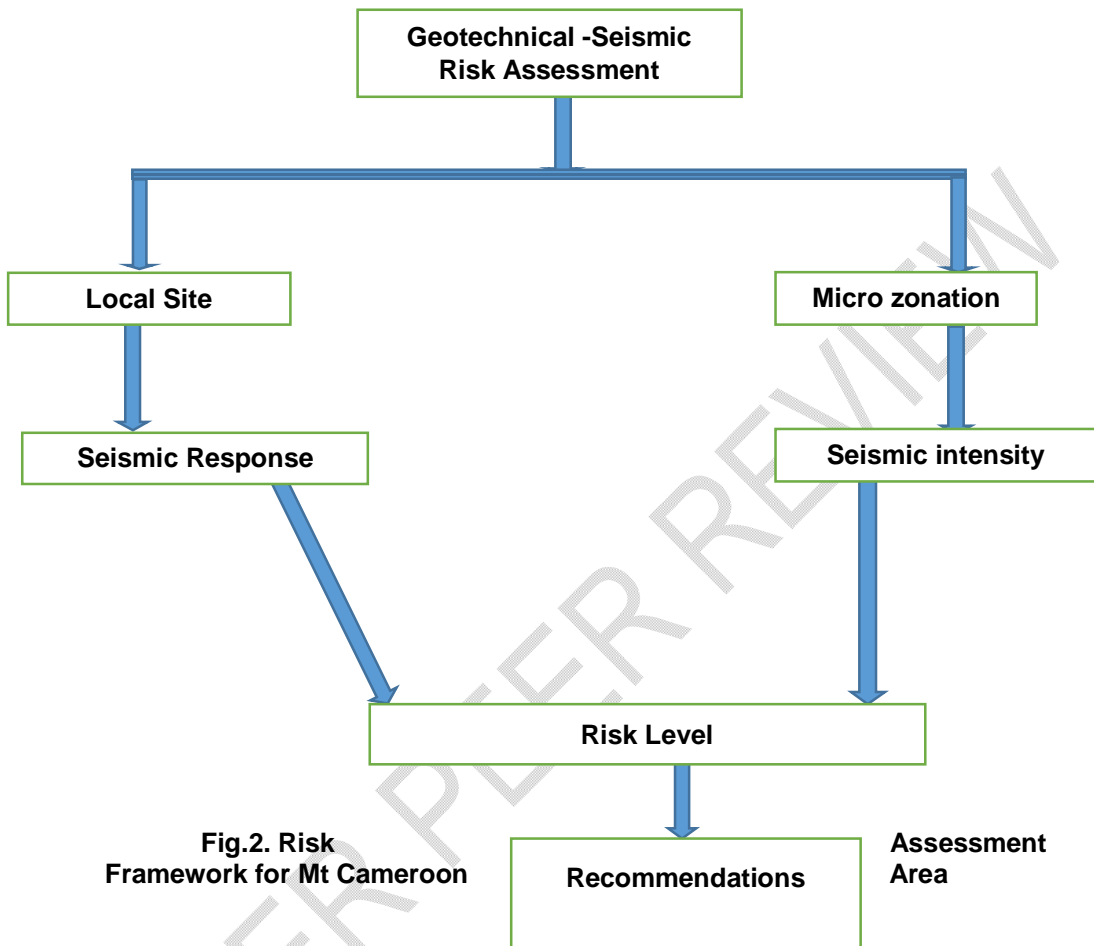 Geotechnical -Seismic
Risk Assessment
Local Site
Micro zonation
Seismic Response
Seismic intensity
Risk Level
Fig.2. Risk Assessment
Framework for Mt Cameroon Area
Recommendations
PEER REVIEW